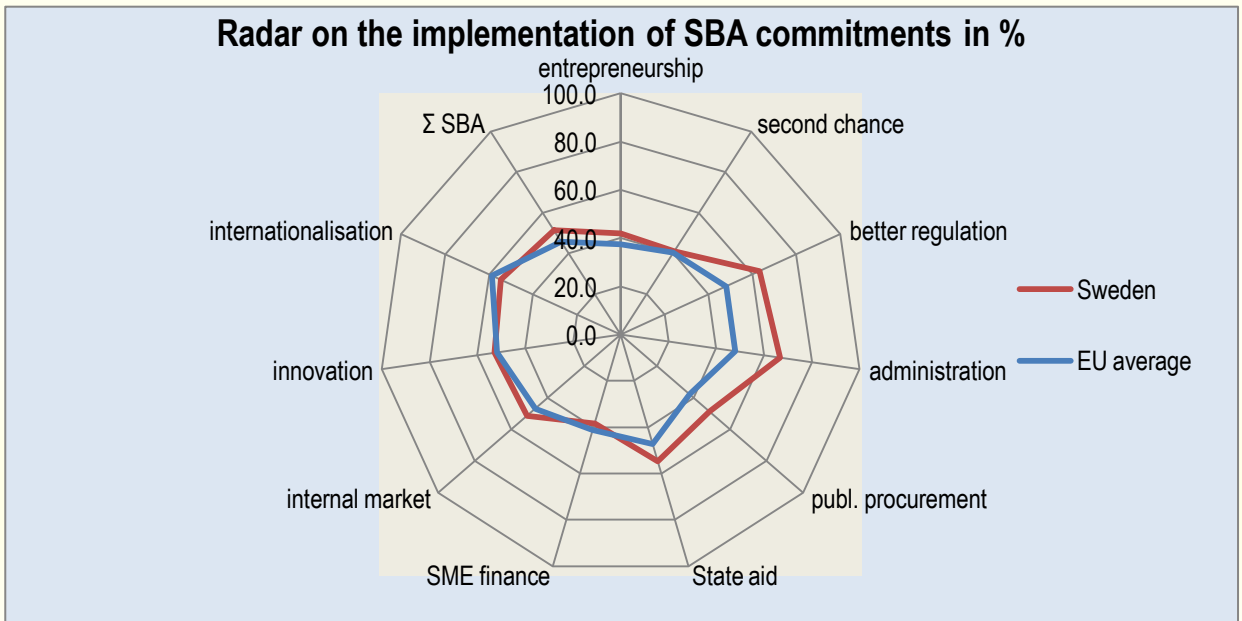 Radar on the implementation of SBA commitments in %
entrepreneurship
100.0
Σ SBA
second chance
80.0
60.0
internationalisation
better regulation
40.0
Sweden
20.0
0.0
EU average
innovation
administration
internal market
publ. procurement
SME finance
State aid